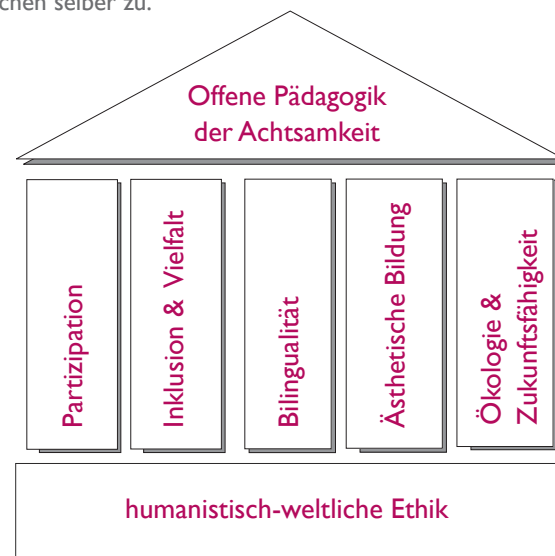 chen selber zu.
Offene Pädagogik
der Achtsamkeit
Partizipation
Inklusion & Vielfalt
Bilingualität
Ästhetische Bildung
Ökologie &
Zukunftsfähigkeit
humanistisch-weltliche Ethik